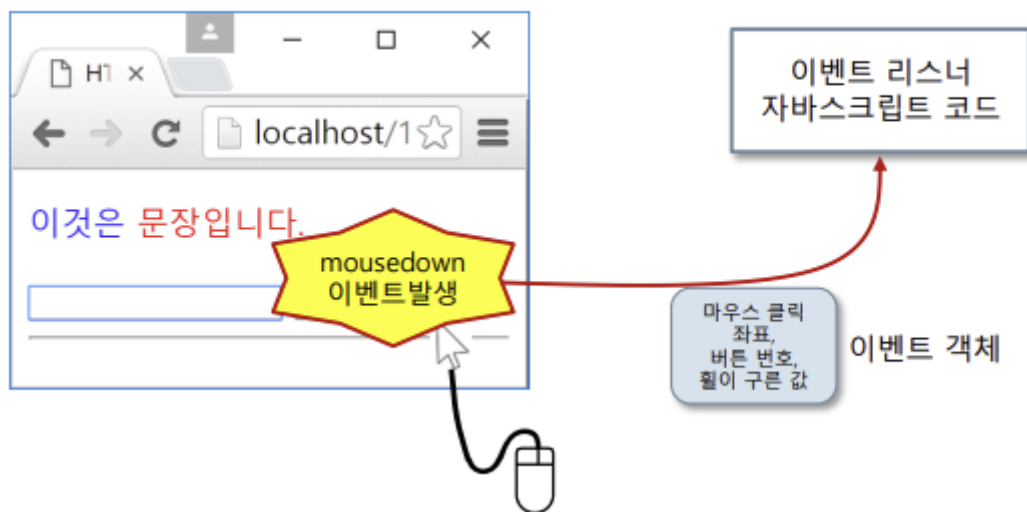 H
localhost/1
이것은 문장입니다.
mousedown
이벤트발생
이벤트 리스너
자바스크립트 코드
마우스 클릭
좌표,
버튼 번호,
휠이 구른 값
이벤트 객체